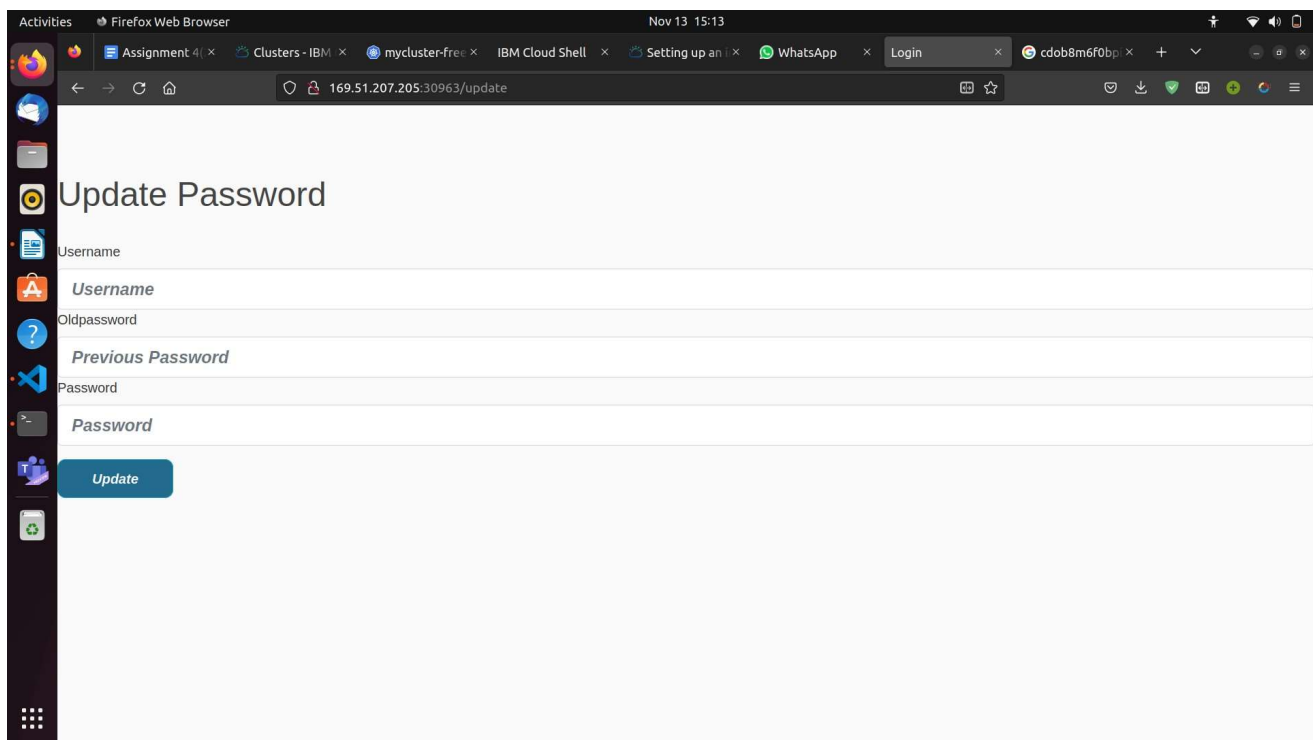 Activities Firefox Web Browser Nov 13 15:13
Assignment 4( Clusters - IBM mycluster-free IBM Cloud Shell Setting up an i WhatsApp Login cdob8m6f0bpi
169.51.207.205:30963/update
Update Password
Username
Username
Oldpassword
Previous Password
Password
Password
Update